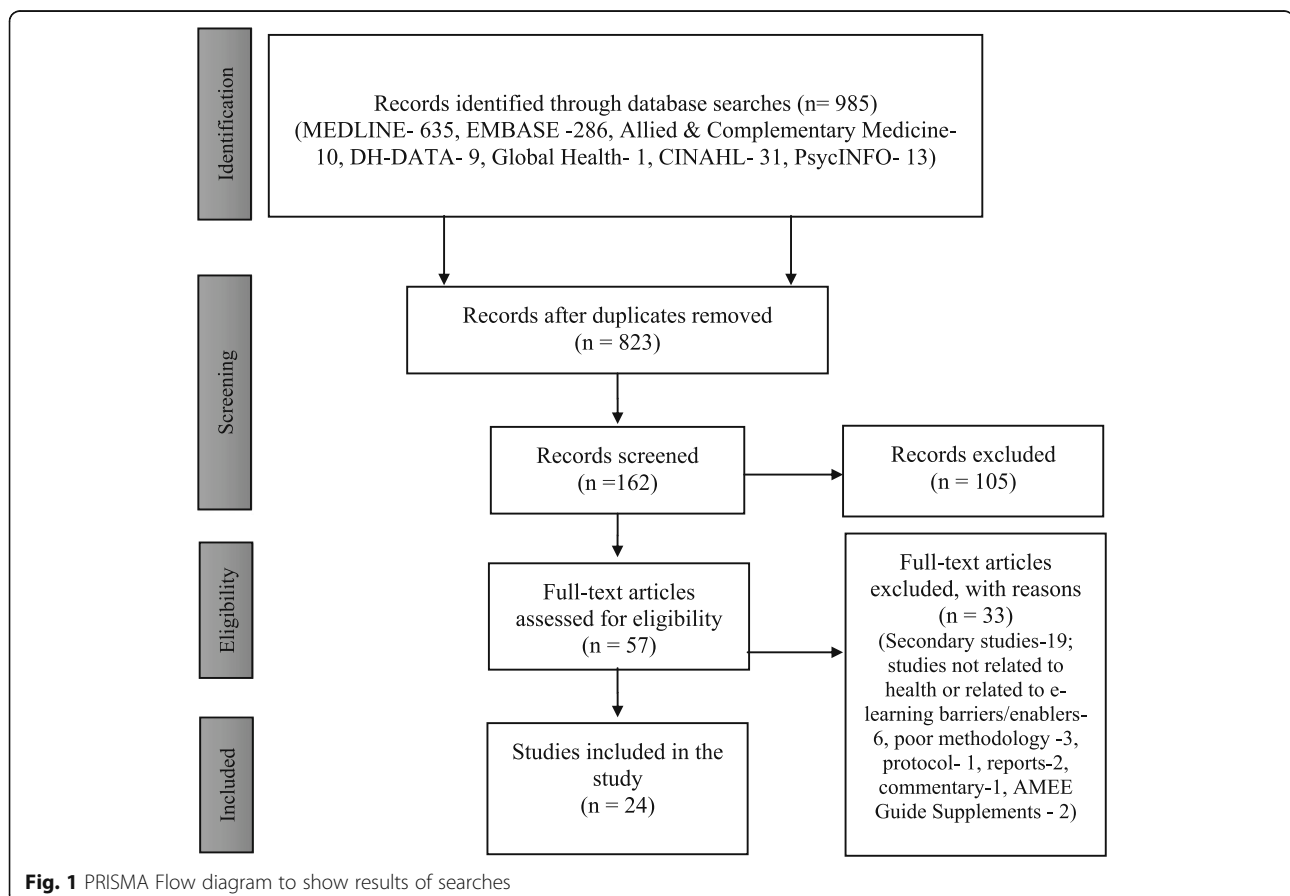 Identification
Records identified through database searches (n= 985)
(MEDLINE- 635, EMBASE -286, Allied & Complementary Medicine-
10, DH-DATA- 9, Global Health- 1, CINAHL- 31, PsycINFO- 13)
Screening
Records after duplicates removed
(n = 823)
Records screened
(n =162)
Records excluded
(n = 105)
Eligibility
Full-text articles
assessed for eligibility
(n = 57)
Full-text articles
excluded, with reasons
(n = 33)
(Secondary studies-19;
studies not related to
health or related to e-
learning barriers/enablers-
6, poor methodology -3,
protocol- 1, reports-2,
commentary-1, AMEE
Guide Supplements - 2)
Included
Studies included in the
study
(n = 24)
Fig. 1 PRISMA Flow diagram to show results of searches